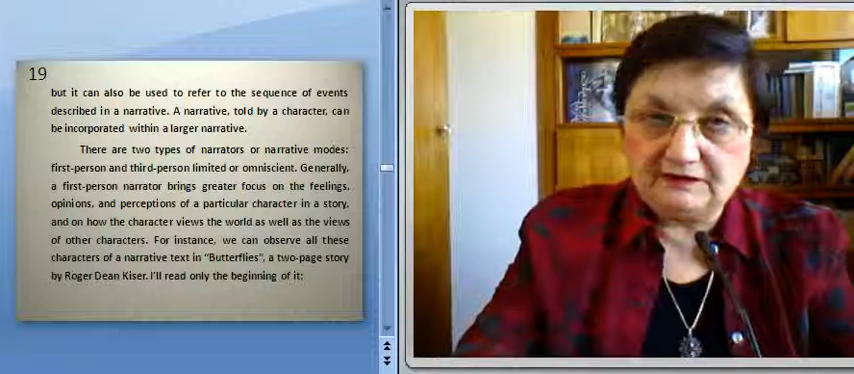 19
but it can also be used to refer to the sequence of events
described in a narrative. A narrative, told by a character, can
be incorporated within a larger narrative.
There are two types of narrators or narrative modes:
first-person and third-person limited or omniscient. Generally,
a first-person narrator brings greater focus on the feelings,
opinions, and perceptions of a particular character in a story,
and on how the character views the world as well as the views
of other characters. For instance, we can observe all these
characters of a narrative text in “Butterflies”, a two-page story
by Roger Dean Kiser. I’ll read only the beginning of it: